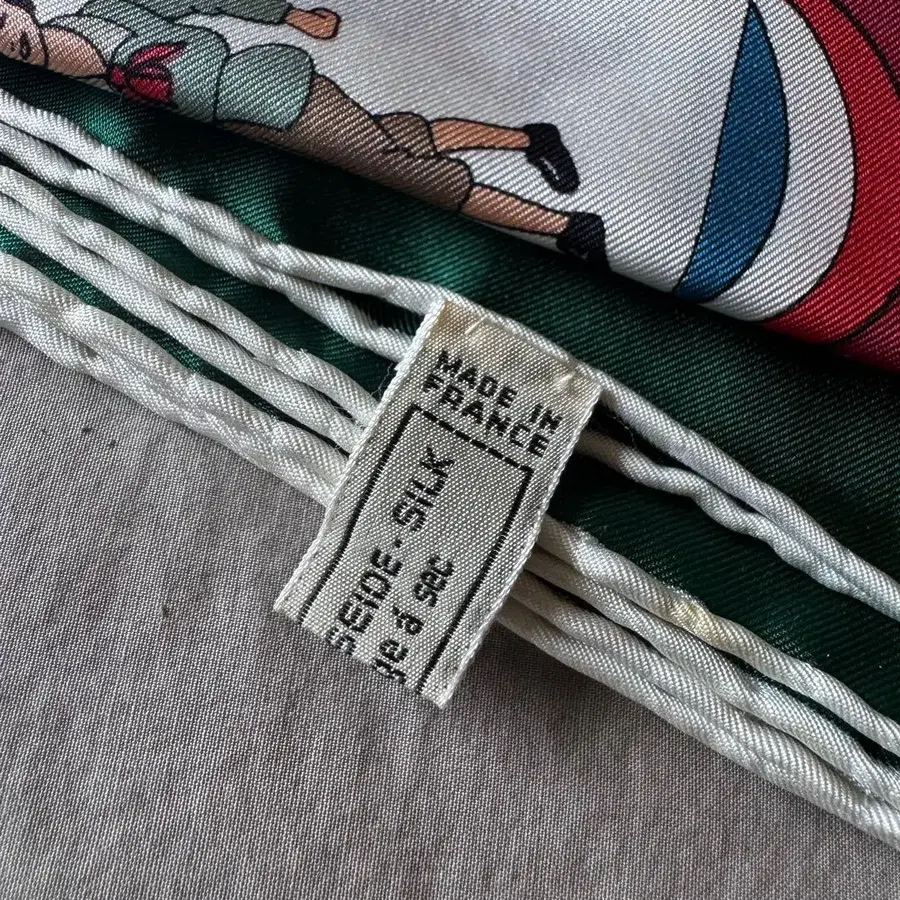 MADE IN
FRANCE
SEIDE - SILK
ge à sec